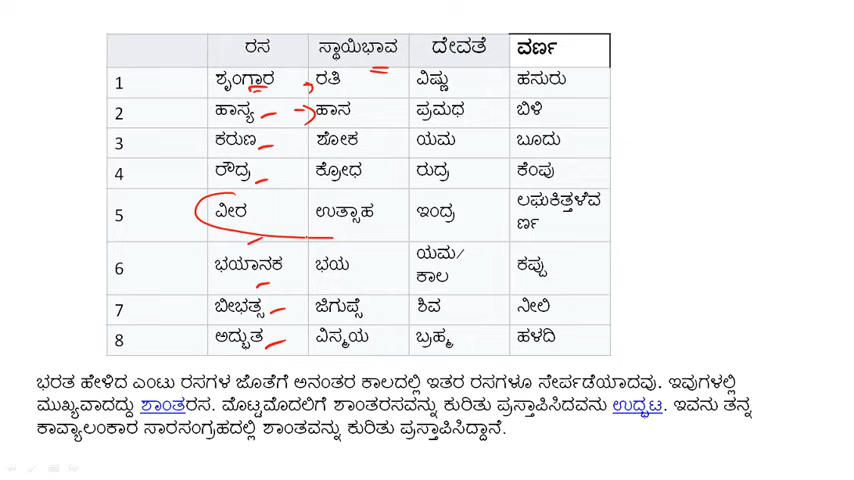 ರಸ ಸ್ಥಾಯಿಭಾವ ದೇವತೆ ವರ್ಣ
1 ಶೃಂಗಾರ ರತಿ ವಿಷ್ಣು ಹಸುರು
2 ಹಾಸ್ಯ ಹಾಸ ಪ್ರಮಥ ಬಿಳಿ
3 ಕರುಣ ಶೋಕ ಯಮ ಬೂದು
4 ರೌದ್ರ ಕ್ರೋಧ ರುದ್ರ ಕೆಂಪು
5 ವೀರ ಉತ್ಸಾಹ ಇಂದ್ರ ಲಘುಕಿತ್ತಳೆವ
ರ್ಣ
6 ಭಯಾನಕ ಭಯ ಯಮ/ ಕಪ್ಪು
ಕಾಲ
7 ಬೀಭತ್ಸ ಜಿಗುಪ್ಸೆ ಶಿವ ನೀಲಿ
8 ಅದ್ಭುತ ವಿಸ್ಮಯ ಬ್ರಹ್ಮ ಹಳದಿ
ಭರತ ಹೇಳಿದ ಎಂಟು ರಸಗಳ ಜೊತೆಗೆ ಅನಂತರ ಕಾಲದಲ್ಲಿ ಇತರ ರಸಗಳೂ ಸೇರ್ಪಡೆಯಾದವು. ಇವುಗಳಲ್ಲಿ
ಮುಖ್ಯವಾದದ್ದು ಶಾಂತರಸ. ಮೊಟ್ಟಮೊದಲಿಗೆ ಶಾಂತರಸವನ್ನು ಕುರಿತು ಪ್ರಸ್ತಾಪಿಸಿದವನು ಉದ್ಭಟ. ಇವನು ತನ್ನ
ಕಾವ್ಯಾಲಂಕಾರ ಸಾರಸಂಗ್ರಹದಲ್ಲಿ ಶಾಂತವನ್ನು ಕುರಿತು ಪ್ರಸ್ತಾಪಿಸಿದ್ದಾನೆ.